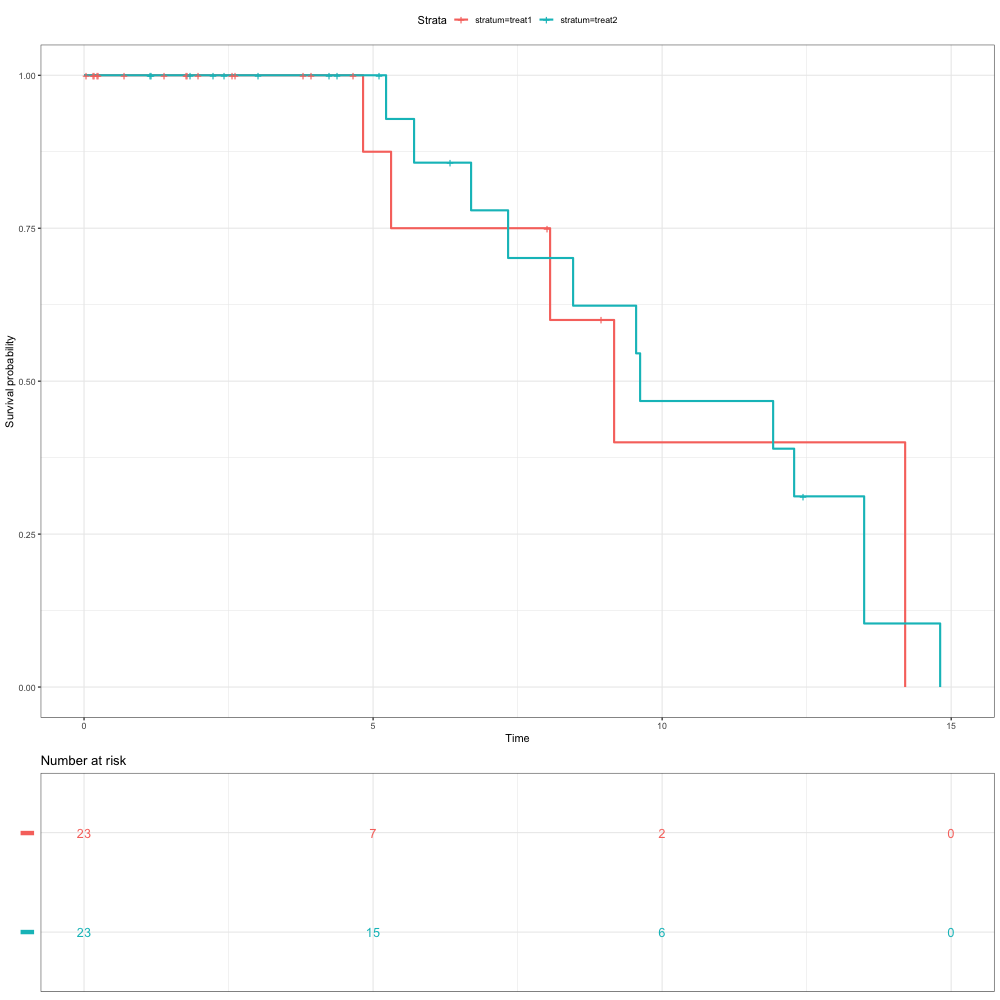 Strata stratum=treat1 stratum=treat2
1.00
0.75
0.50
0.25
0.00
Survival probability
0 5 10 15
Time
Number at risk
23 7 2 0
23 15 6 0